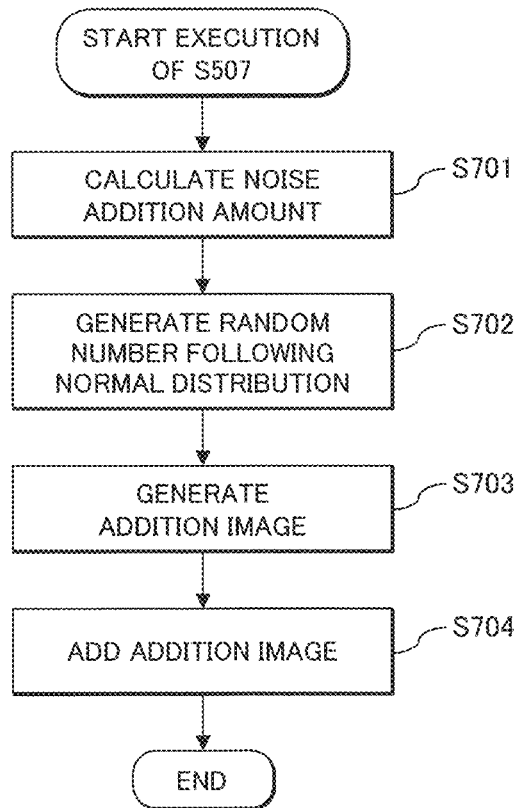 START EXECUTION
OF S507
CALCULATE NOISE
ADDITION AMOUNT
S701
GENERATE RANDOM
NUMBER FOLLOWING
NORMAL DISTRIBUTION
S702
GENERATE
ADDITION IMAGE
S703
ADD ADDITION IMAGE
S704
END